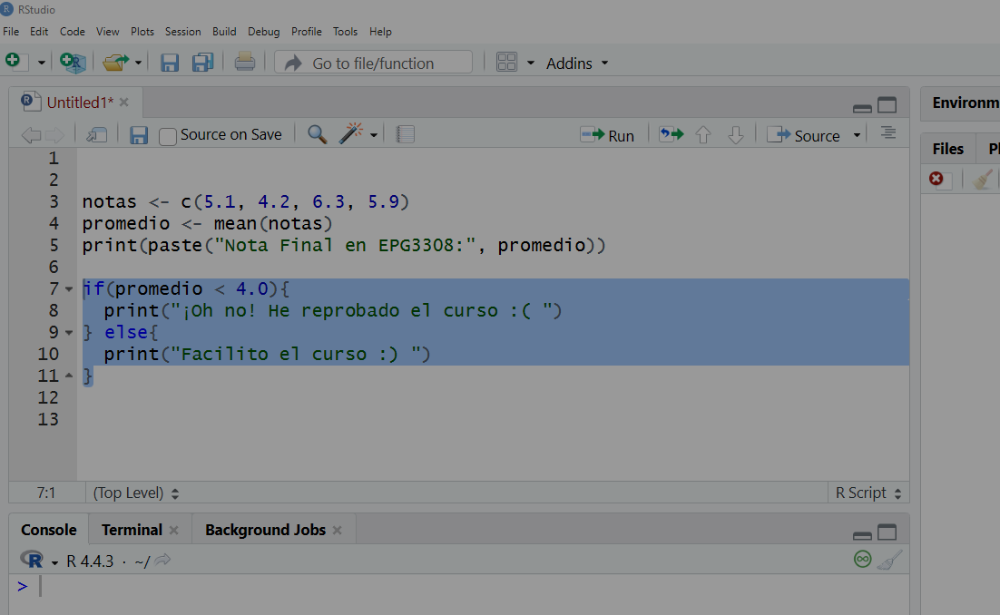 RStudio
File Edit Code View Plots Session Build Debug Profile Tools Help
Go to file/function Addins
Untitled1*
Source on Save Run Source
1
2
3 notas <- c(5.1, 4.2, 6.3, 5.9)
4 promedio <- mean(notas)
5 print(paste("Nota Final en EPG3308:", promedio))
6
7 if(promedio < 4.0){
8   print("¡Oh no! He reprobado el curso :( ")
9 } else{
10   print("Facilito el curso :) ")
11 }
12
13
7:1 (Top Level) R Script
Console Terminal Background Jobs
R 4.4.3 · ~/
>
Environm
Files Pl